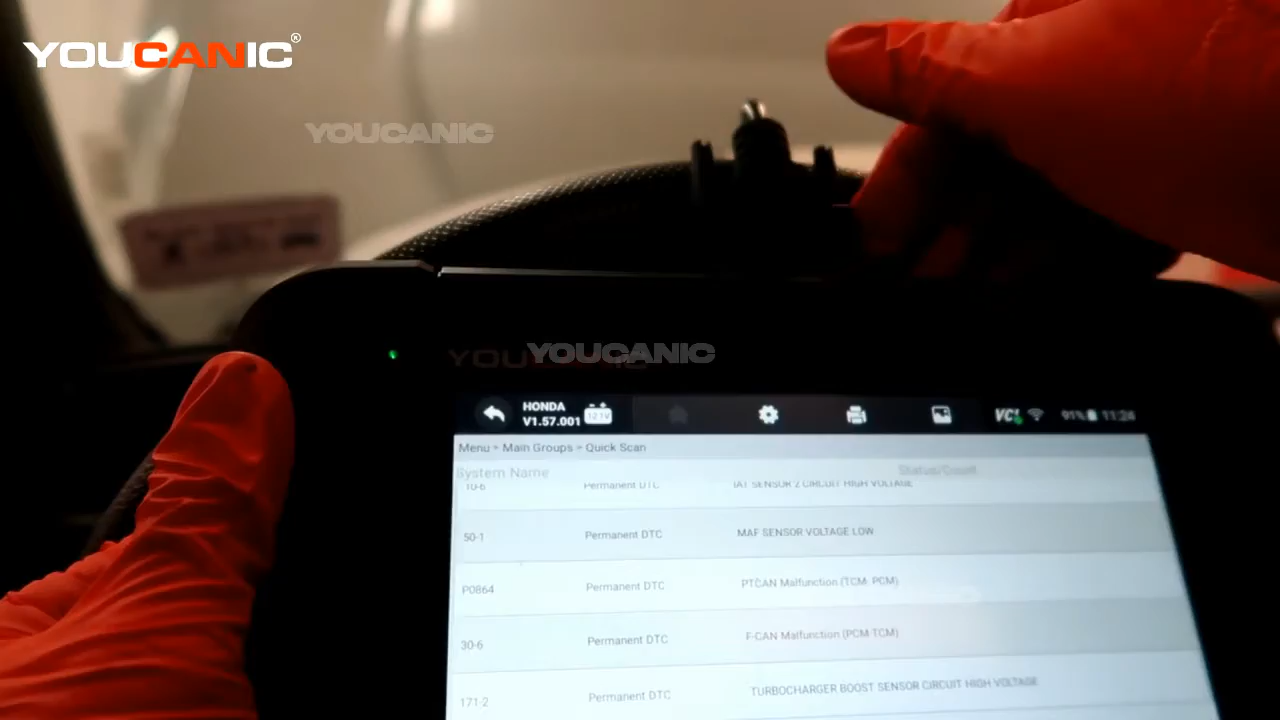 YOUCANIC®
YOUCANIC
YOUCANIC
HONDA
V1.57.001
12.1V
VCI
91%
11:24
Menu > Main Groups > Quick Scan
System Name
Status/Count
10-6 Permanent DTC IAT SENSOR 2 CIRCUIT HIGH VOLTAGE
50-1 Permanent DTC MAF SENSOR VOLTAGE LOW
P0864 Permanent DTC PTCAN Malfunction (TCM- PCM)
30-6 Permanent DTC F-CAN Malfunction (PCM-TCM)
171-2 Permanent DTC TURBOCHARGER BOOST SENSOR CIRCUIT HIGH VOLTAGE